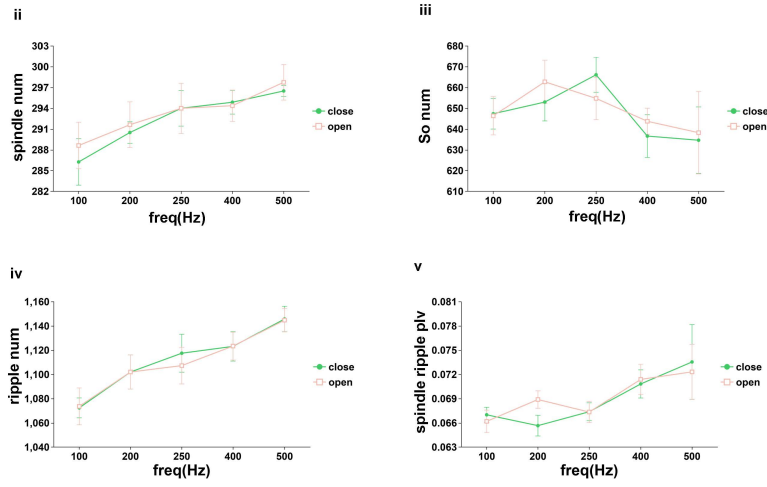 ii
303
300
297
294
291
288
285
282
spindle num
100
200
250
400
500
freq(Hz)
close
open
iii
680
670
660
650
640
630
620
610
So num
100
200
250
400
500
freq(Hz)
close
open
iv
1,160
1,140
1,120
1,100
1,080
1,060
1,040
ripple num
100
200
250
400
500
freq(Hz)
close
open
v
0.081
0.078
0.075
0.072
0.069
0.066
0.063
spindle ripple plv
100
200
250
400
500
freq(Hz)
close
open